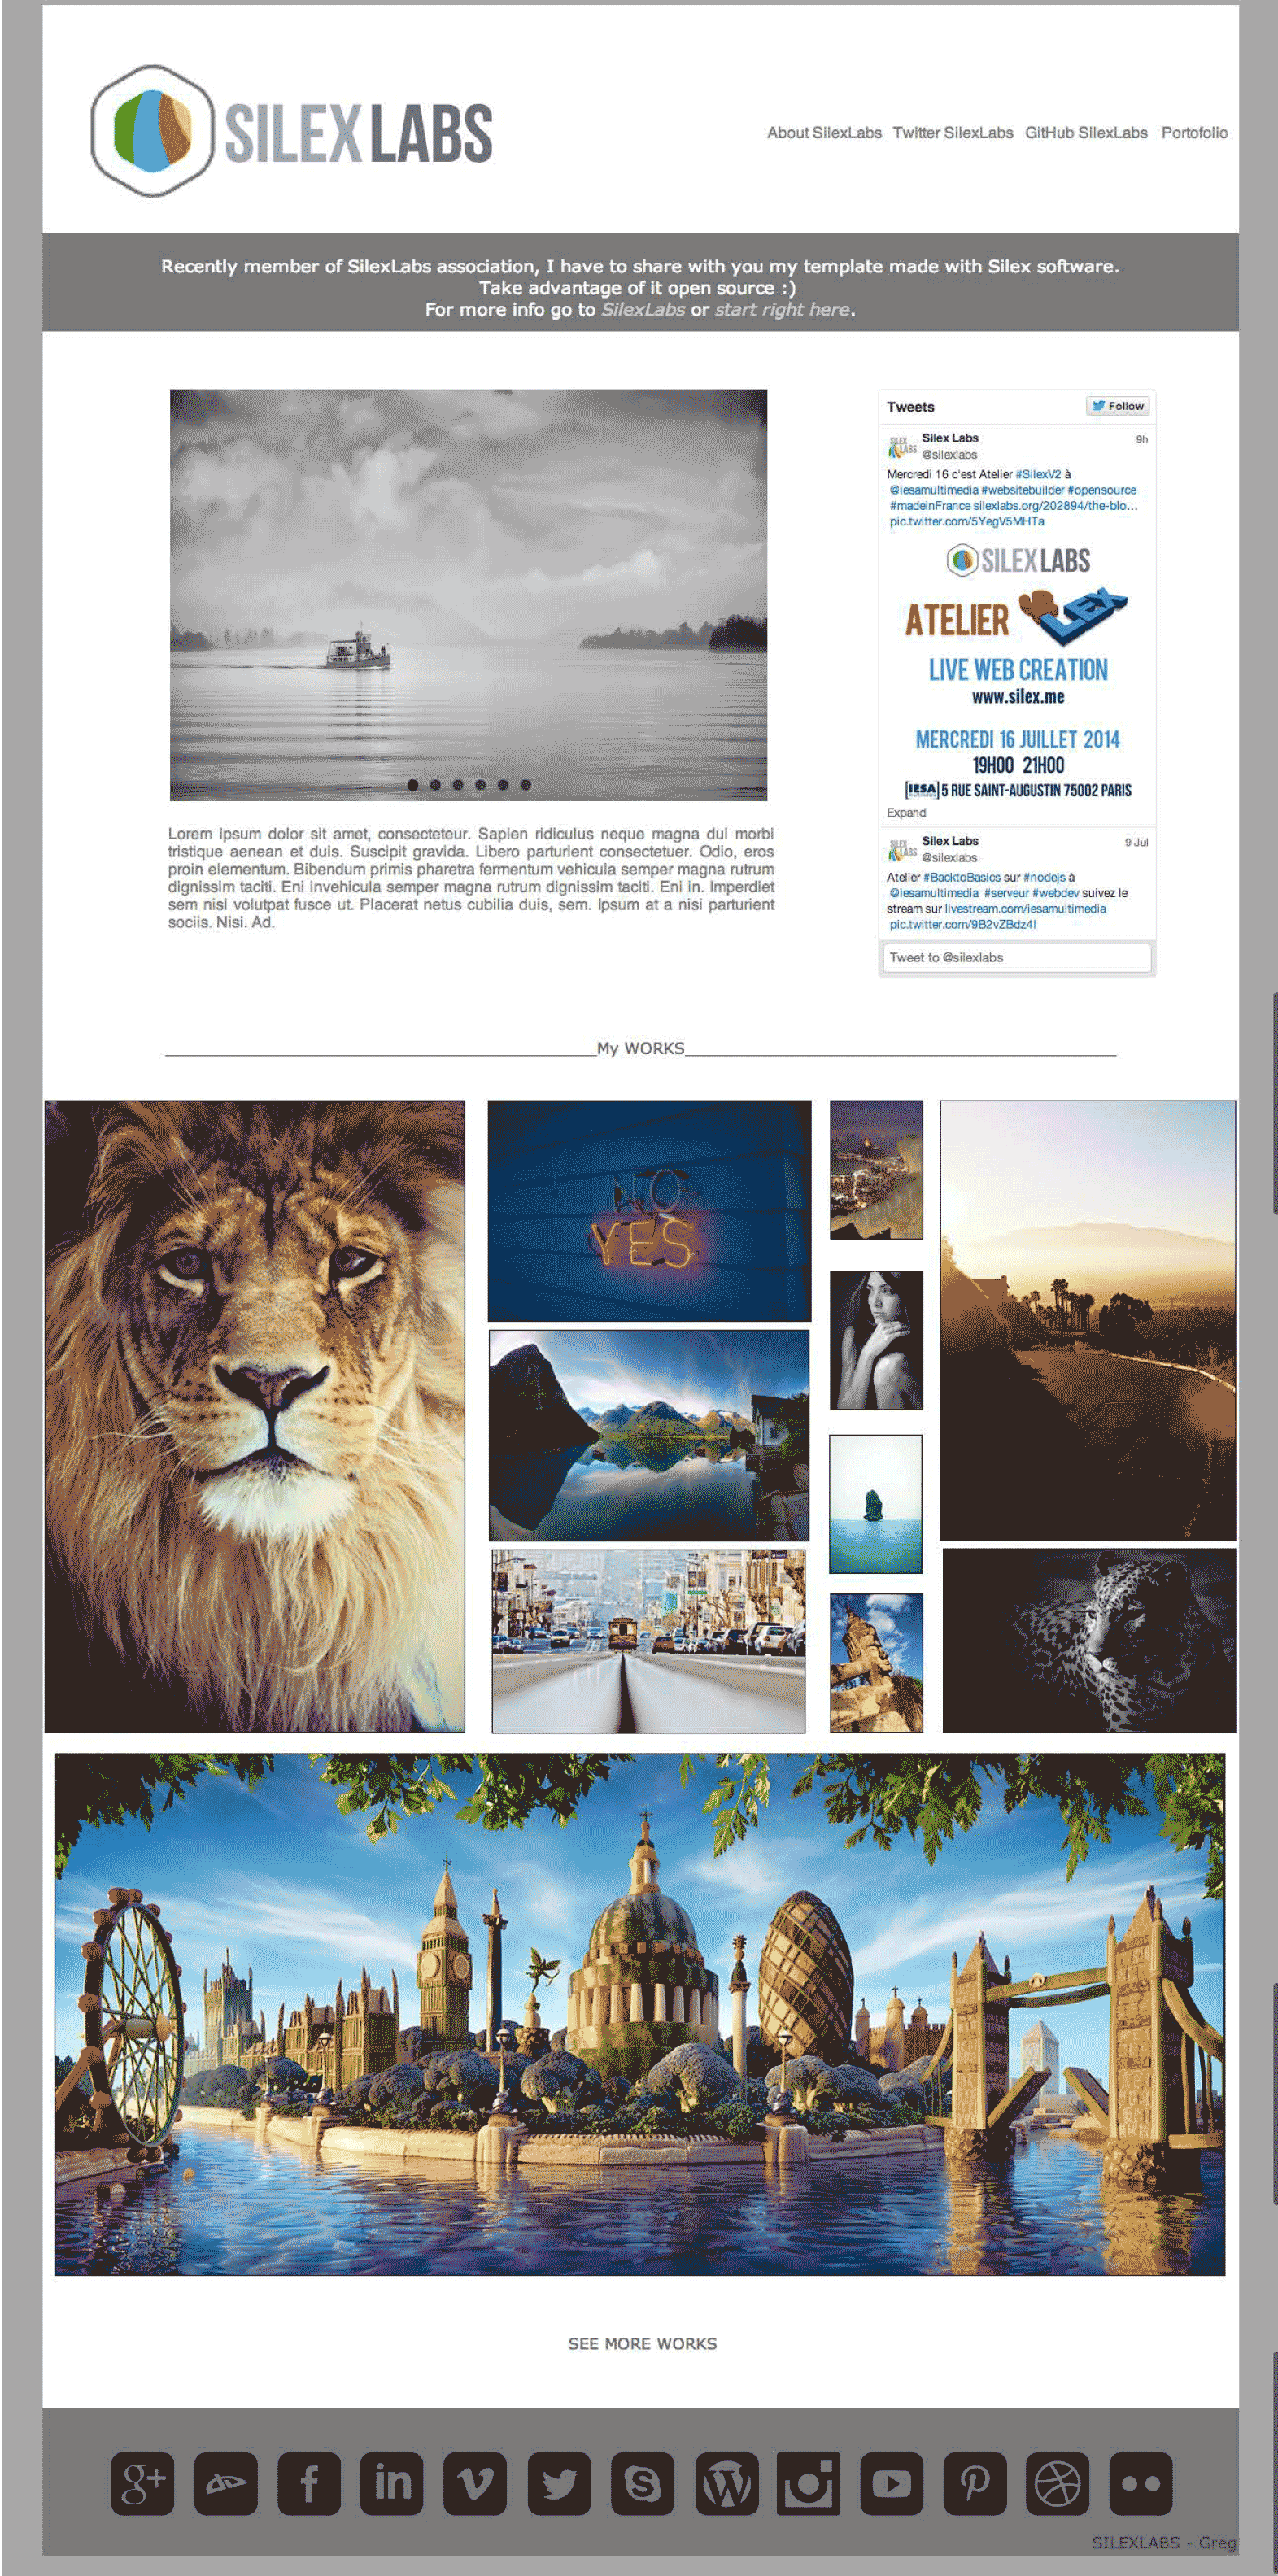 SILEXLABS
About SilexLabs Twitter SilexLabs GitHub SilexLabs Portofolio
Recently member of SilexLabs association, I have to share with you my template made with Silex software.
Take advantage of it open source :)
For more info go to SilexLabs or start right here.
Tweets
Follow
SILEX LABS
Silex Labs
9h
@silexlabs
Mercredi 16 c'est Atelier #SilexV2 à
@iesamultimedia #websitebuilder #opensource
#madeinFrance silexlabs.org/202894/the-blo…
pic.twitter.com/5YegV5MHTa
SILEXLABS
ATELIER
LEX
LIVE WEB CREATION
www.silex.me
MERCREDI 16 JUILLET 2014
19H00 21H00
[IESA] 5 RUE SAINT-AUGUSTIN 75002 PARIS
Expand
SILEX LABS
Silex Labs
9 Jul
@silexlabs
Atelier #BacktoBasics sur #nodejs à
@iesamultimedia #serveur #webdev suivez le
stream sur livestream.com/iesamultimedia
pic.twitter.com/9B2vZBdz4I
Tweet to @silexlabs
Lorem ipsum dolor sit amet, consecteteur. Sapien ridiculus neque magna dui morbi
tristique aenean et duis. Suscipit gravida. Libero parturient consectetuer. Odio, eros
proin elementum. Bibendum primis pharetra fermentum vehicula semper magna rutrum
dignissim taciti. Eni invehicula semper magna rutrum dignissim taciti. Eni in. Imperdiet
sem nisl volutpat fusce ut. Placerat netus cubilia duis, sem. Ipsum at a nisi parturient
sociis. Nisi. Ad.
My WORKS
NO
YES
SEE MORE WORKS
g+
f
in
SILEXLABS - Greg